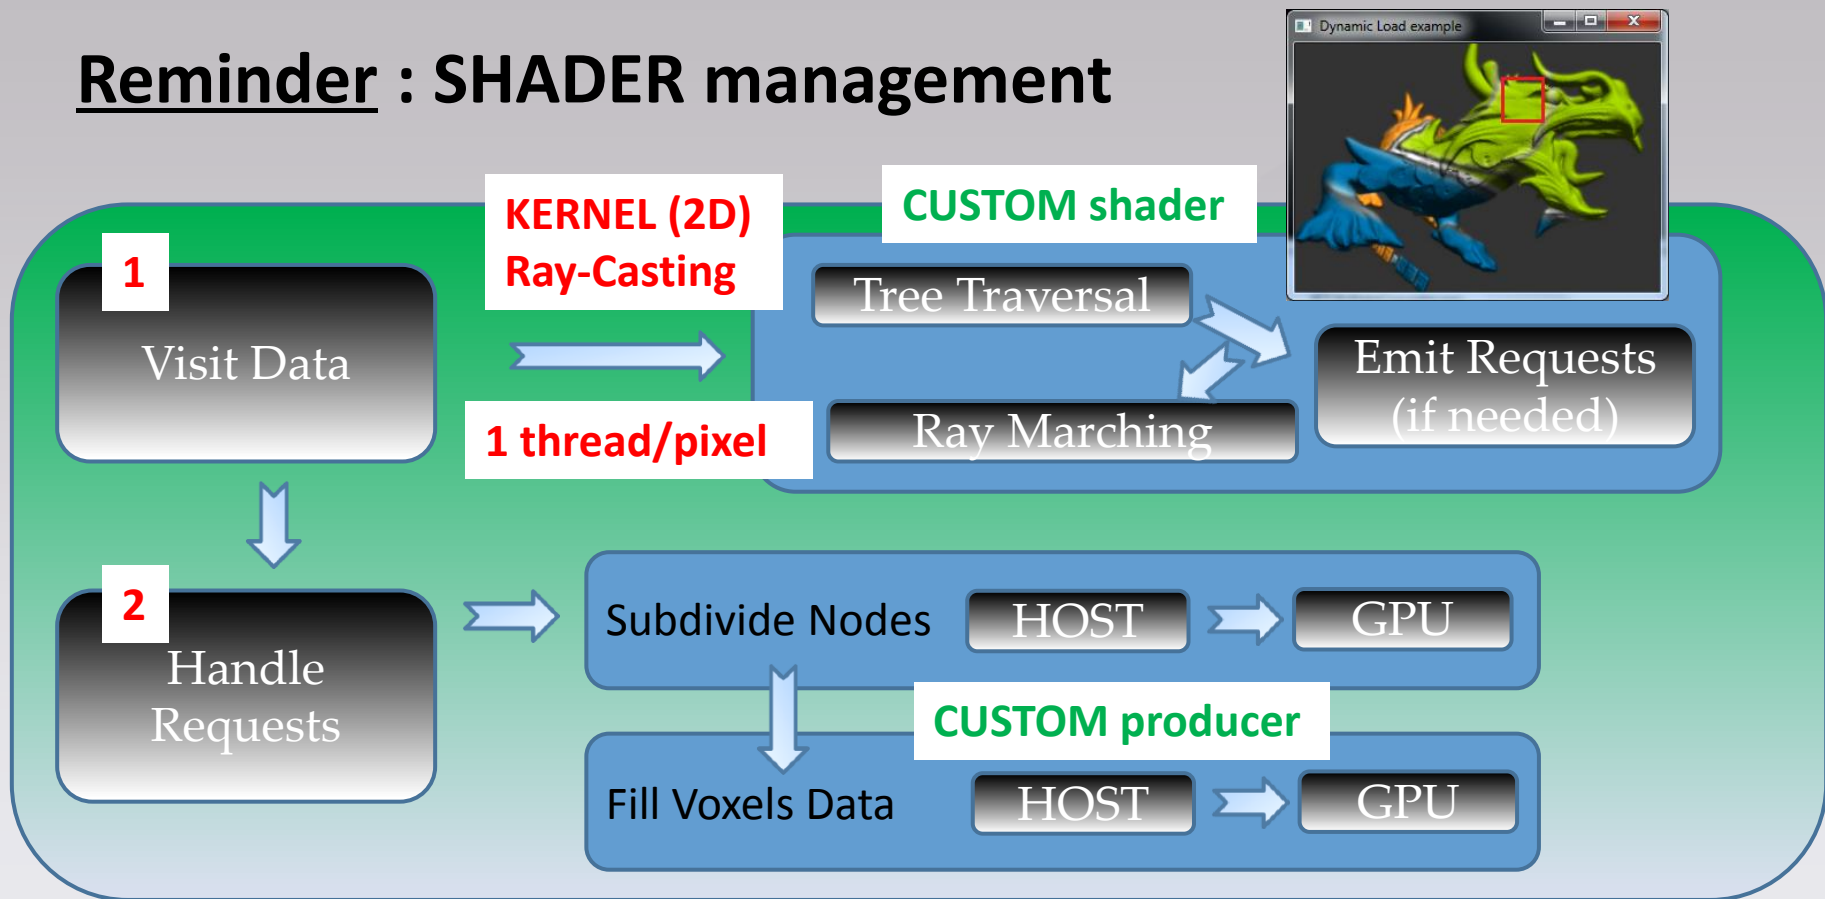 Reminder : SHADER management
Dynamic Load example
KERNEL (2D)
Ray-Casting
CUSTOM shader
1
Visit Data
Tree Traversal
Emit Requests
(if needed)
1 thread/pixel
Ray Marching
2
Handle
Requests
Subdivide Nodes
HOST
GPU
CUSTOM producer
Fill Voxels Data
HOST
GPU